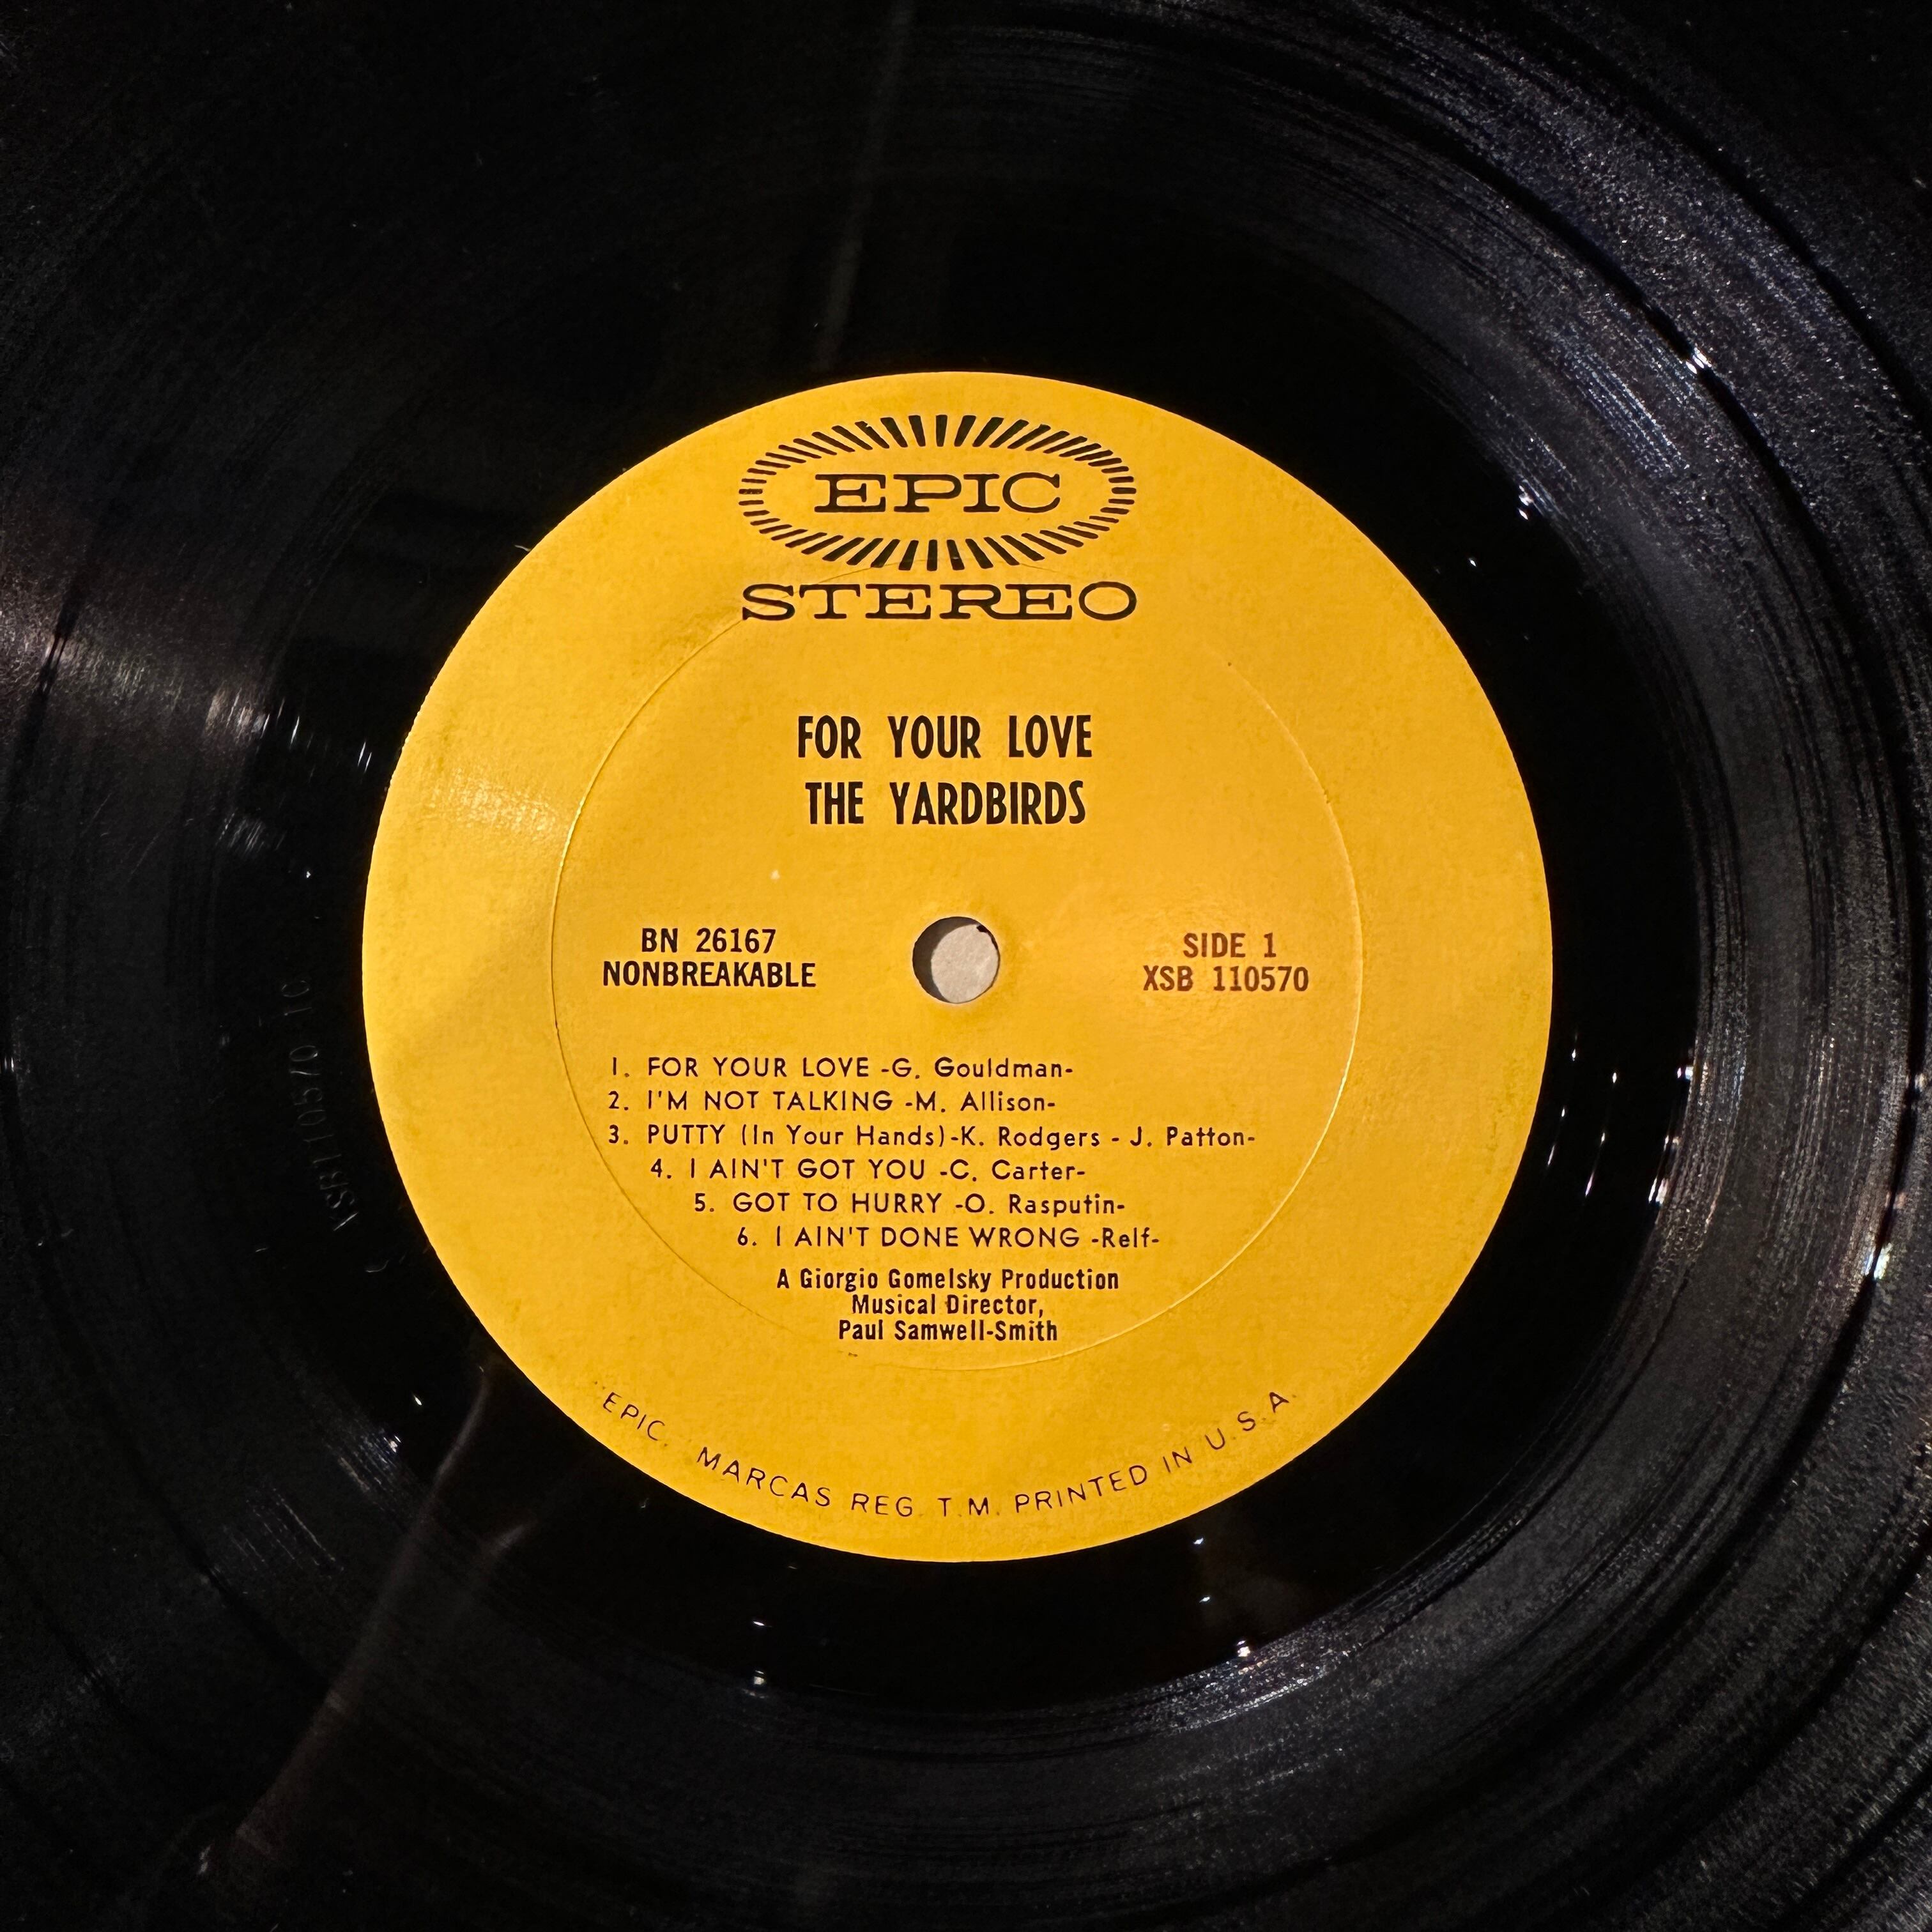 EPIC
STEREO
FOR YOUR LOVE
THE YARDBIRDS
BN 26167
NONBREAKABLE
SIDE 1
XSB 110570
1. FOR YOUR LOVE -G. Gouldman-
2. I'M NOT TALKING -M. Allison-
3. PUTTY (In Your Hands)-K. Rodgers - J. Patton-
4. I AIN'T GOT YOU -C. Carter-
5. GOT TO HURRY -O. Rasputin-
6. I AIN'T DONE WRONG -Relf-
A Giorgio Gomelsky Production
Musical Director,
Paul Samwell-Smith
"EPIC." MARCAS REG. T.M. PRINTED IN U.S.A.